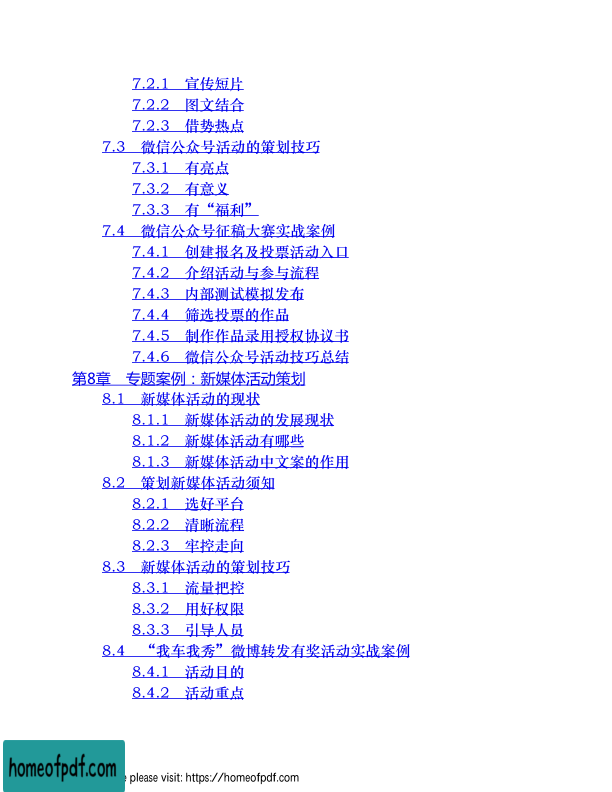 7.2.1 宣传短片
7.2.2 图文结合
7.2.3 借势热点
7.3 微信公众号活动的策划技巧
7.3.1 有亮点
7.3.2 有意义
7.3.3 有“福利”
7.4 微信公众号征稿大赛实战案例
7.4.1 创建报名及投票活动入口
7.4.2 介绍活动与参与流程
7.4.3 内部测试模拟发布
7.4.4 筛选投票的作品
7.4.5 制作作品录用授权协议书
7.4.6 微信公众号活动技巧总结
第8章 专题案例：新媒体活动策划
8.1 新媒体活动的现状
8.1.1 新媒体活动的发展现状
8.1.2 新媒体活动有哪些
8.1.3 新媒体活动中文案的作用
8.2 策划新媒体活动须知
8.2.1 选好平台
8.2.2 清晰流程
8.2.3 牢控走向
8.3 新媒体活动的策划技巧
8.3.1 流量把控
8.3.2 用好权限
8.3.3 引导人员
8.4 “我车我秀”微博转发有奖活动实战案例
8.4.1 活动目的
8.4.2 活动重点
homeofpdf.com please visit: https://homeofpdf.com